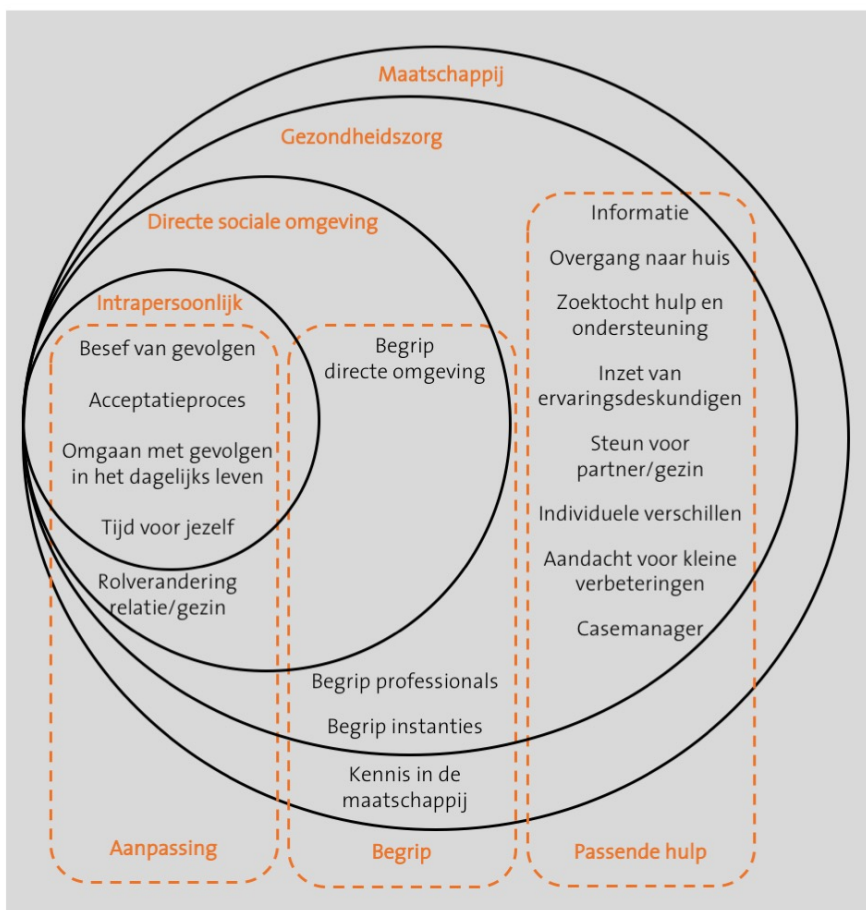 Maatschappij
Gezondheidszorg
Directe sociale omgeving
Intrapersoonlijk
Besef van gevolgen
Acceptatieproces
Omgaan met gevolgen
in het dagelijks leven
Tijd voor jezelf
Rolverandering
relatie/gezin
Aanpassing
Begrip
directe omgeving
Begrip professionals
Begrip instanties
Kennis in de
maatschappij
Begrip
Informatie
Overgang naar huis
Zoektocht hulp en
ondersteuning
Inzet van
ervaringsdeskundigen
Steun voor
partner/gezin
Individuele verschillen
Aandacht voor kleine
verbeteringen
Casemanager
Passende hulp